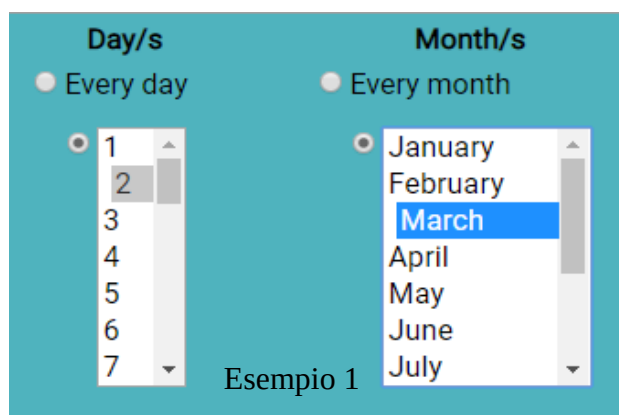 Day/s
Every day
1
2
3
4
5
6
7
Month/s
Every month
January
February
March
April
May
June
July
Esempio 1